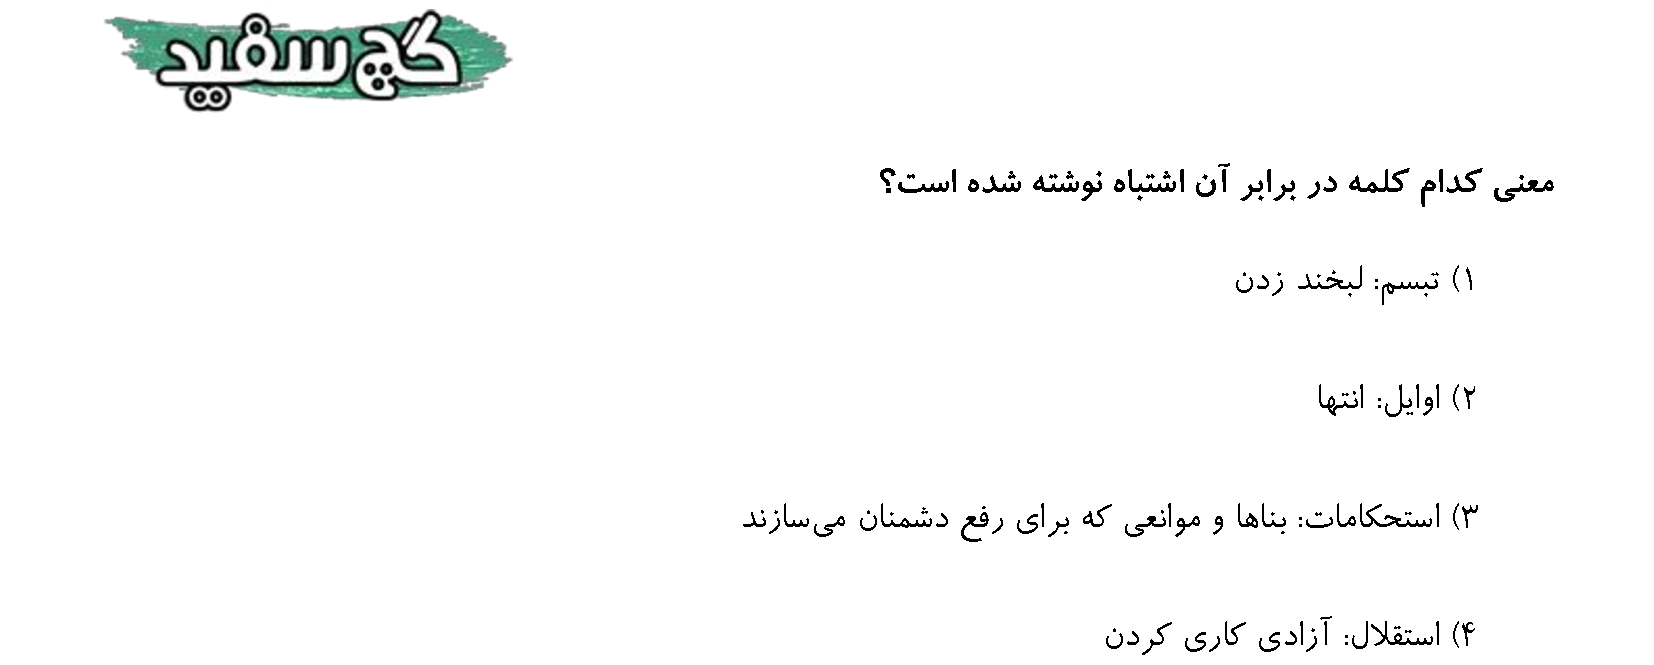 گچ سفید
معنی کدام کلمه در برابر آن اشتباه نوشته شده است؟
۱) تبسم: لبخند زدن
۲) اوایل: انتها
۳) استحکامات: بناها و موانعی که برای رفع دشمنان می‌سازند
۴) استقلال: آزادی کاری کردن